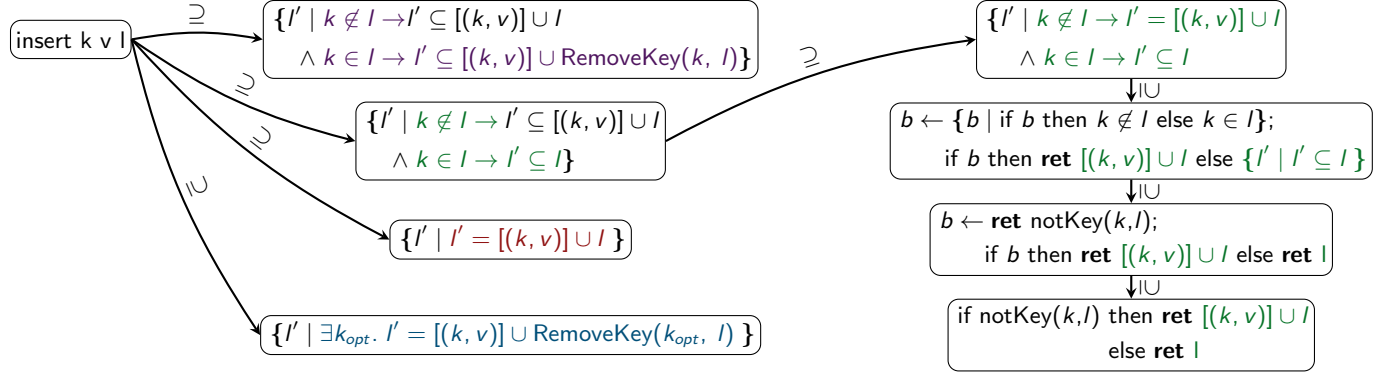 insert k v l
⊇
{l′ | k ∉ l → l′ ⊆ [(k, v)] ∪ l
∧ k ∈ l → l′ ⊆ [(k, v)] ∪ RemoveKey(k, l)}
⊇
{l′ | k ∉ l → l′ ⊆ [(k, v)] ∪ l
∧ k ∈ l → l′ ⊆ l}
⊇
{l′ | l′ = [(k, v)] ∪ l }
⊇
{l′ | ∃k_opt. l′ = [(k, v)] ∪ RemoveKey(k_opt, l) }
⊇
{l′ | k ∉ l → l′ = [(k, v)] ∪ l
∧ k ∈ l → l′ ⊆ l
⊇
b ← {b | if b then k ∉ l else k ∈ l};
if b then ret [(k, v)] ∪ l else {l′ | l′ ⊆ l }
⊇
b ← ret notKey(k,l);
if b then ret [(k, v)] ∪ l else ret l
⊇
if notKey(k,l) then ret [(k, v)] ∪ l
else ret l